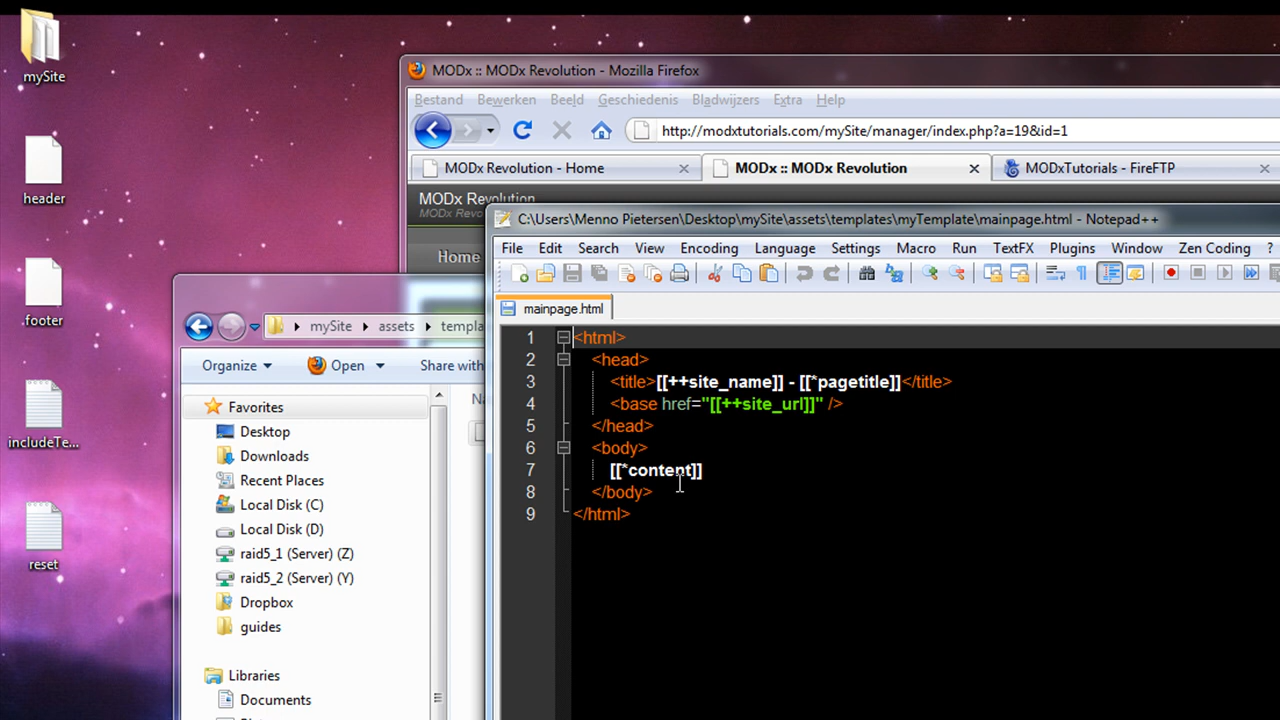 mySite
header
footer
includeTe...
reset
MODx :: MODx Revolution - Mozilla Firefox
Bestand Bewerken Beeld Geschiedenis Bladwijzers Extra Help
http://modxtutorials.com/mySite/manager/index.php?a=19&id=1
MODx Revolution - Home
MODx :: MODx Revolution
MODxTutorials - FireFTP
MODx Revolution
MODx Revo
Home
mySite assets templa
Organize Open Share with
Favorites
Desktop
Downloads
Recent Places
Local Disk (C)
Local Disk (D)
raid5_1 (Server) (Z)
raid5_2 (Server) (Y)
Dropbox
guides
Libraries
Documents
C:\Users\Menno Pietersen\Desktop\mySite\assets\templates\myTemplate\mainpage.html - Notepad++
File Edit Search View Encoding Language Settings Macro Run TextFX Plugins Window Zen Coding ?
mainpage.html
1 <html>
2 <head>
3 <title>[[++site_name]] - [[*pagetitle]]</title>
4 <base href="[[++site_url]]" />
5 </head>
6 <body>
7 [[*content]]
8 </body>
9 </html>